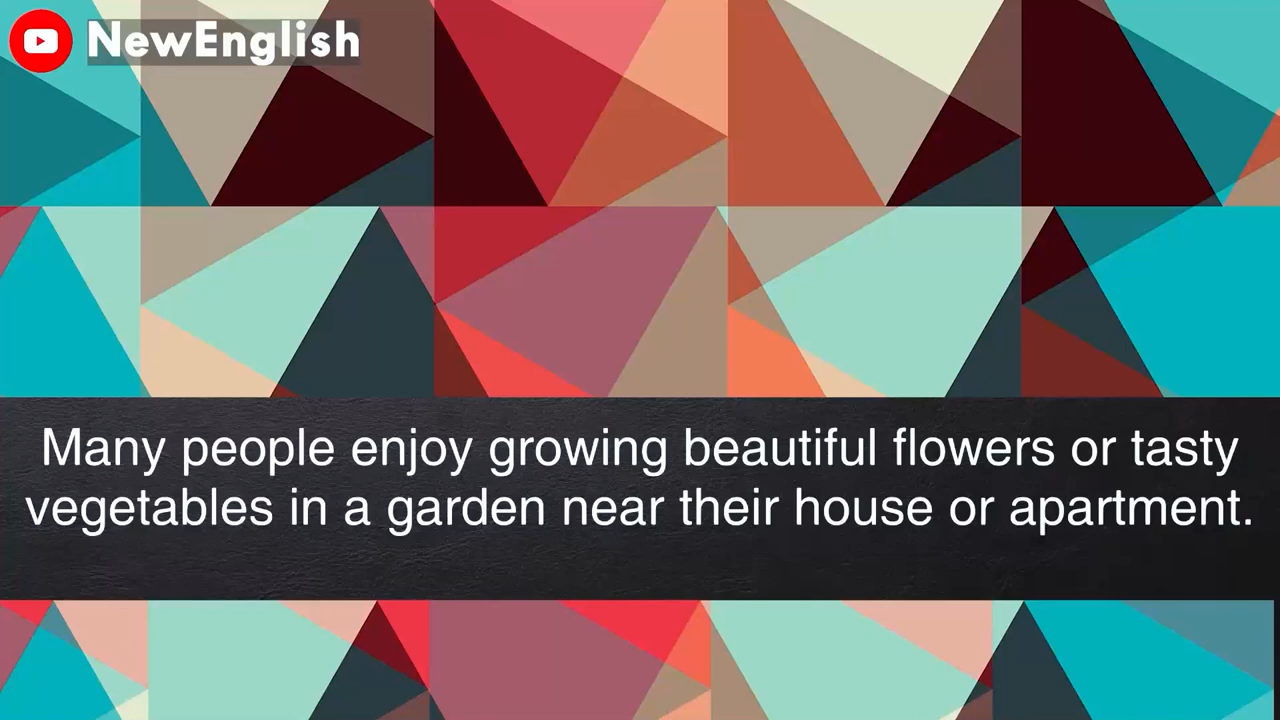 NewEnglish
Many people enjoy growing beautiful flowers or tasty
vegetables in a garden near their house or apartment.